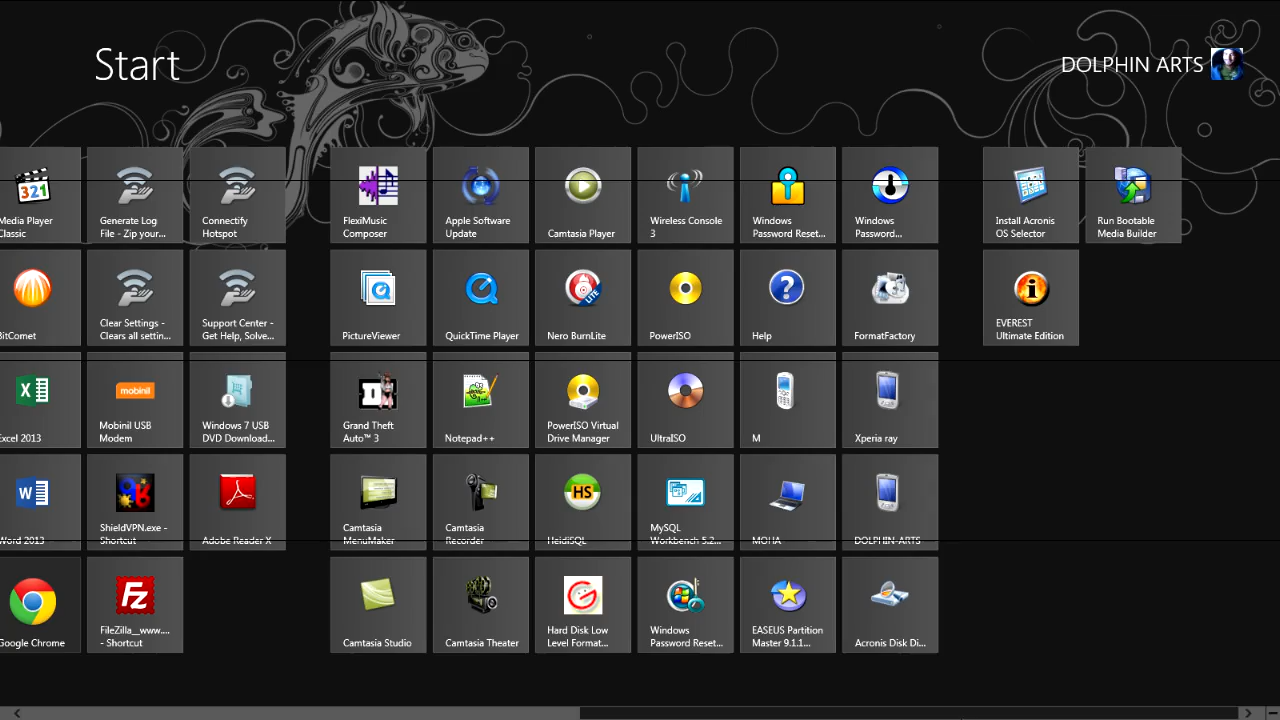 Start
DOLPHIN ARTS
Media Player
Classic
Generate Log
File - Zip your...
Connectify
Hotspot
FlexiMusic
Composer
Apple Software
Update
Camtasia Player
Wireless Console
3
Windows
Password Reset...
Windows
Password...
Install Acronis
OS Selector
Run Bootable
Media Builder
BitComet
Clear Settings -
Clears all settin...
Support Center -
Get Help, Solve...
PictureViewer
QuickTime Player
Nero BurnLite
PowerISO
Help
FormatFactory
EVEREST
Ultimate Edition
Excel 2013
mobinil
Mobinil USB
Modem
Windows 7 USB
DVD Download...
Grand Theft
Auto™ 3
Notepad++
PowerISO Virtual
Drive Manager
UltraISO
M
Xperia ray
Word 2013
ShieldVPN.exe -
Shortcut
Adobe Reader X
Camtasia
MenuMaker
Camtasia
Recorder
HS
HeidiSQL
MySQL
Workbench 5.2...
MOHA
DOLPHIN-ARTS
Google Chrome
Fz
FileZilla_www....
- Shortcut
Camtasia Studio
Camtasia Theater
Hard Disk Low
Level Format...
Windows
Password Reset...
EASEUS Partition
Master 9.1.1...
Acronis Disk Di...